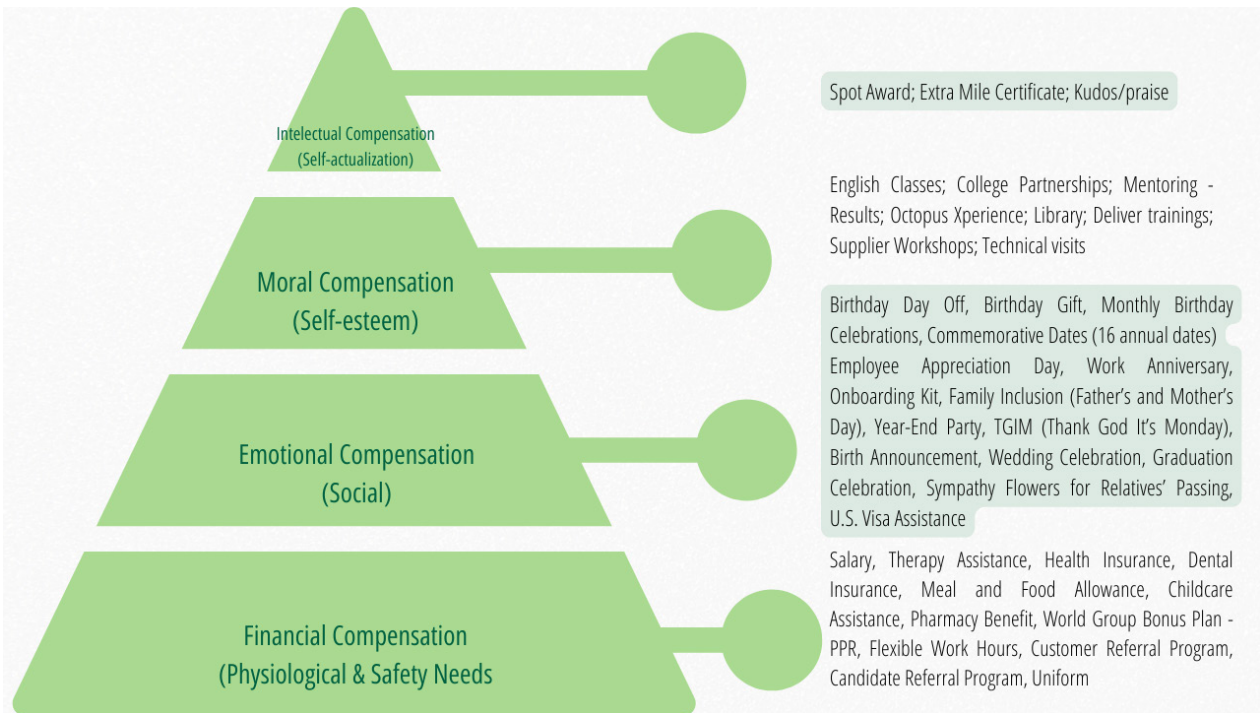 Intelectual Compensation
(Self-actualization)
Spot Award; Extra Mile Certificate; Kudos/praise
Moral Compensation
(Self-esteem)
English Classes; College Partnerships; Mentoring -
Results; Octopus Xperience; Library; Deliver trainings;
Supplier Workshops; Technical visits
Emotional Compensation
(Social)
Birthday Day Off, Birthday Gift, Monthly Birthday
Celebrations, Commemorative Dates (16 annual dates)
Employee Appreciation Day, Work Anniversary,
Onboarding Kit, Family Inclusion (Father’s and Mother’s
Day), Year-End Party, TGIM (Thank God It’s Monday),
Birth Announcement, Wedding Celebration, Graduation
Celebration, Sympathy Flowers for Relatives’ Passing,
U.S. Visa Assistance
Financial Compensation
(Physiological & Safety Needs
Salary, Therapy Assistance, Health Insurance, Dental
Insurance, Meal and Food Allowance, Childcare
Assistance, Pharmacy Benefit, World Group Bonus Plan -
PPR, Flexible Work Hours, Customer Referral Program,
Candidate Referral Program, Uniform